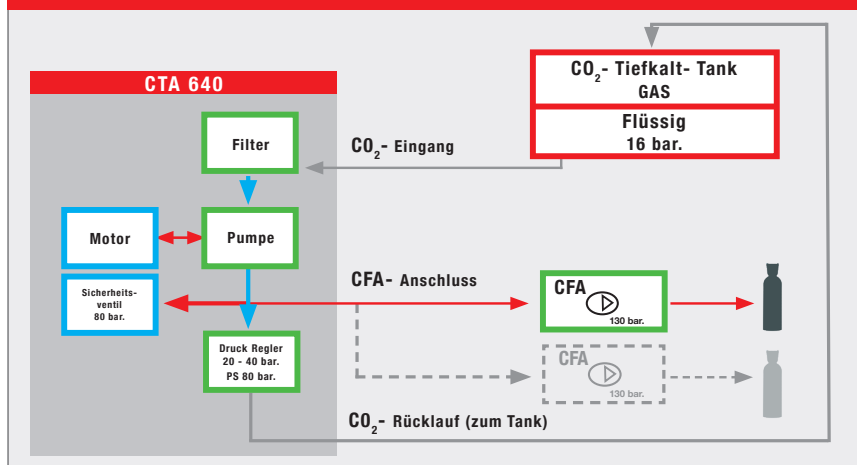 CTA 640
CO₂- Tiefkalt- Tank
GAS
Flüssig
16 bar.
Filter
CO₂- Eingang
Motor
Pumpe
Sicherheits-
ventil
80 bar.
CFA- Anschluss
CFA
130 bar.
Druck Regler
20 - 40 bar.
PS 80 bar.
CFA
130 bar.
CO₂- Rücklauf (zum Tank)